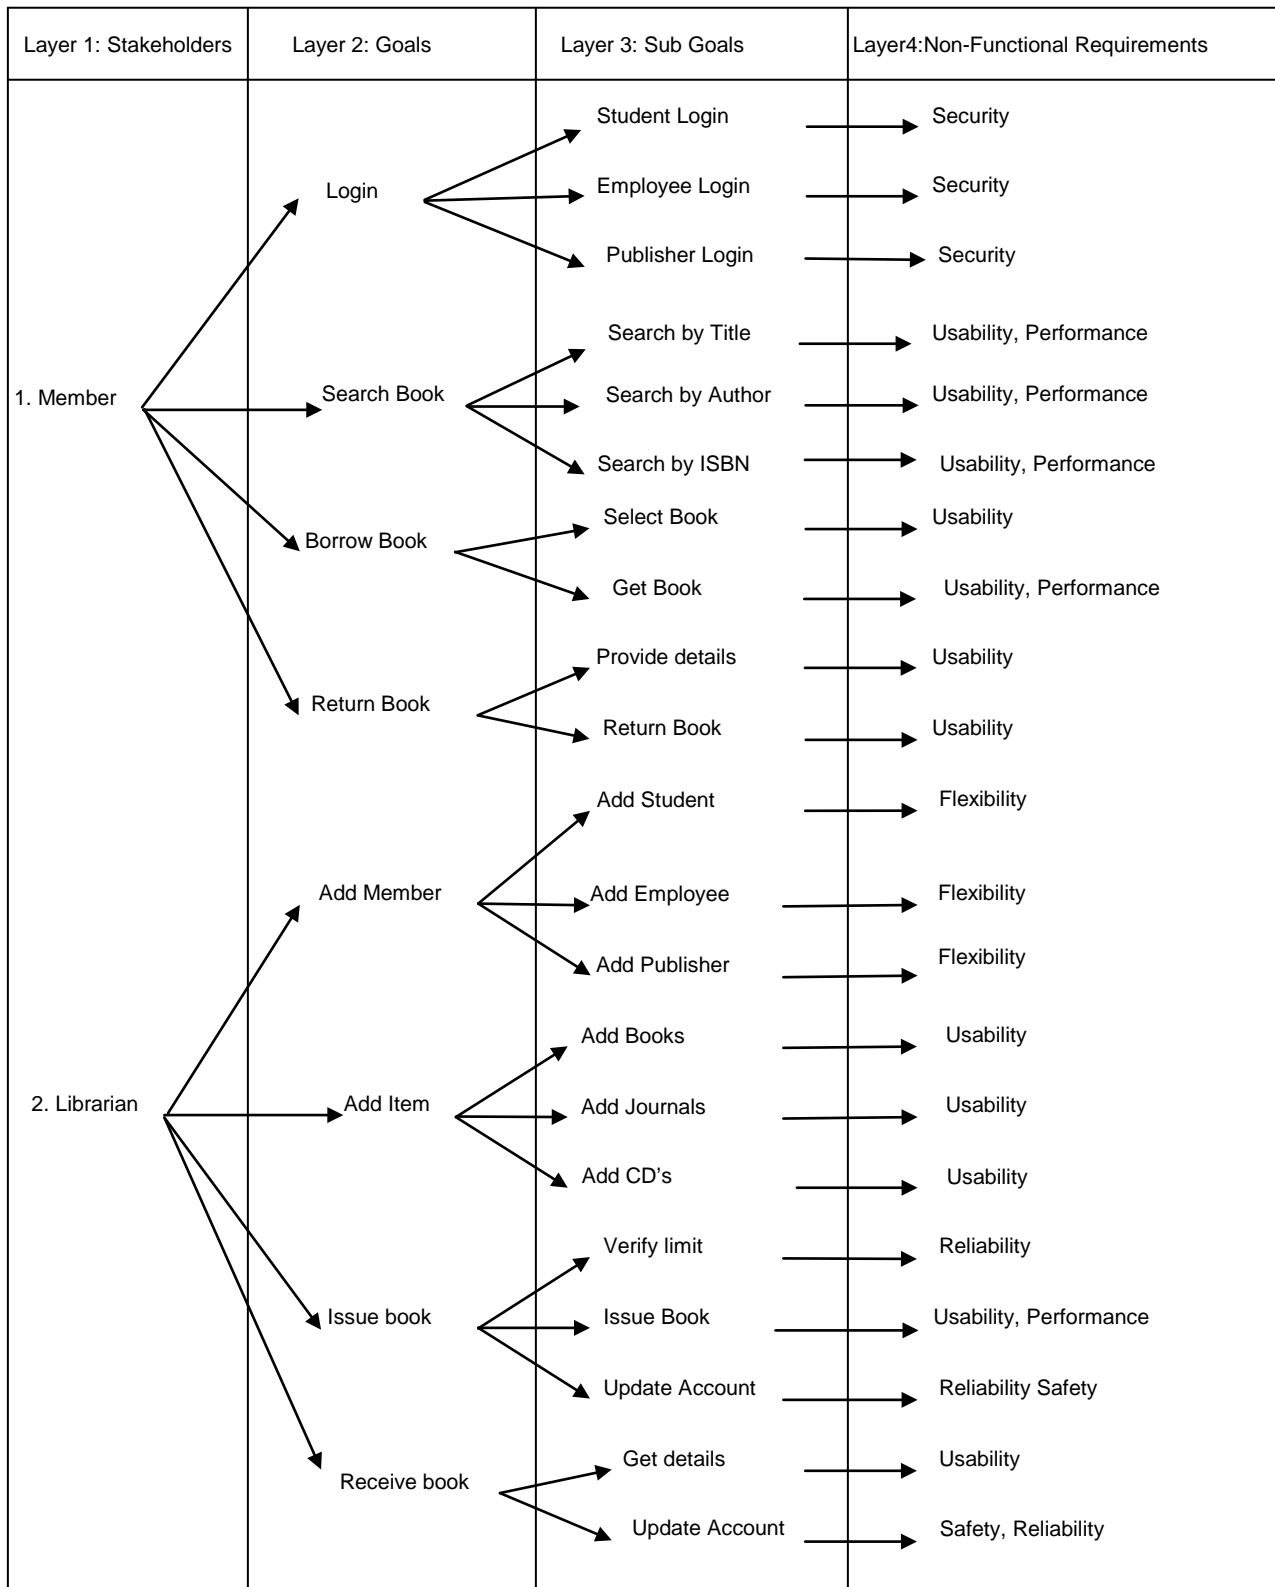 Layer 1: Stakeholders
Layer 2: Goals
Layer 3: Sub Goals
Layer4:Non-Functional Requirements
Student Login
Security
Login
Employee Login
Security
Publisher Login
Security
Search by Title
Usability, Performance
1. Member
Search Book
Search by Author
Usability, Performance
Search by ISBN
Usability, Performance
Select Book
Usability
Borrow Book
Get Book
Usability, Performance
Provide details
Usability
Return Book
Return Book
Usability
Add Student
Flexibility
Add Member
Add Employee
Flexibility
Add Publisher
Flexibility
Add Books
Usability
2. Librarian
Add Item
Add Journals
Usability
Add CD’s
Usability
Verify limit
Reliability
Issue book
Issue Book
Usability, Performance
Update Account
Reliability Safety
Get details
Usability
Receive book
Update Account
Safety, Reliability